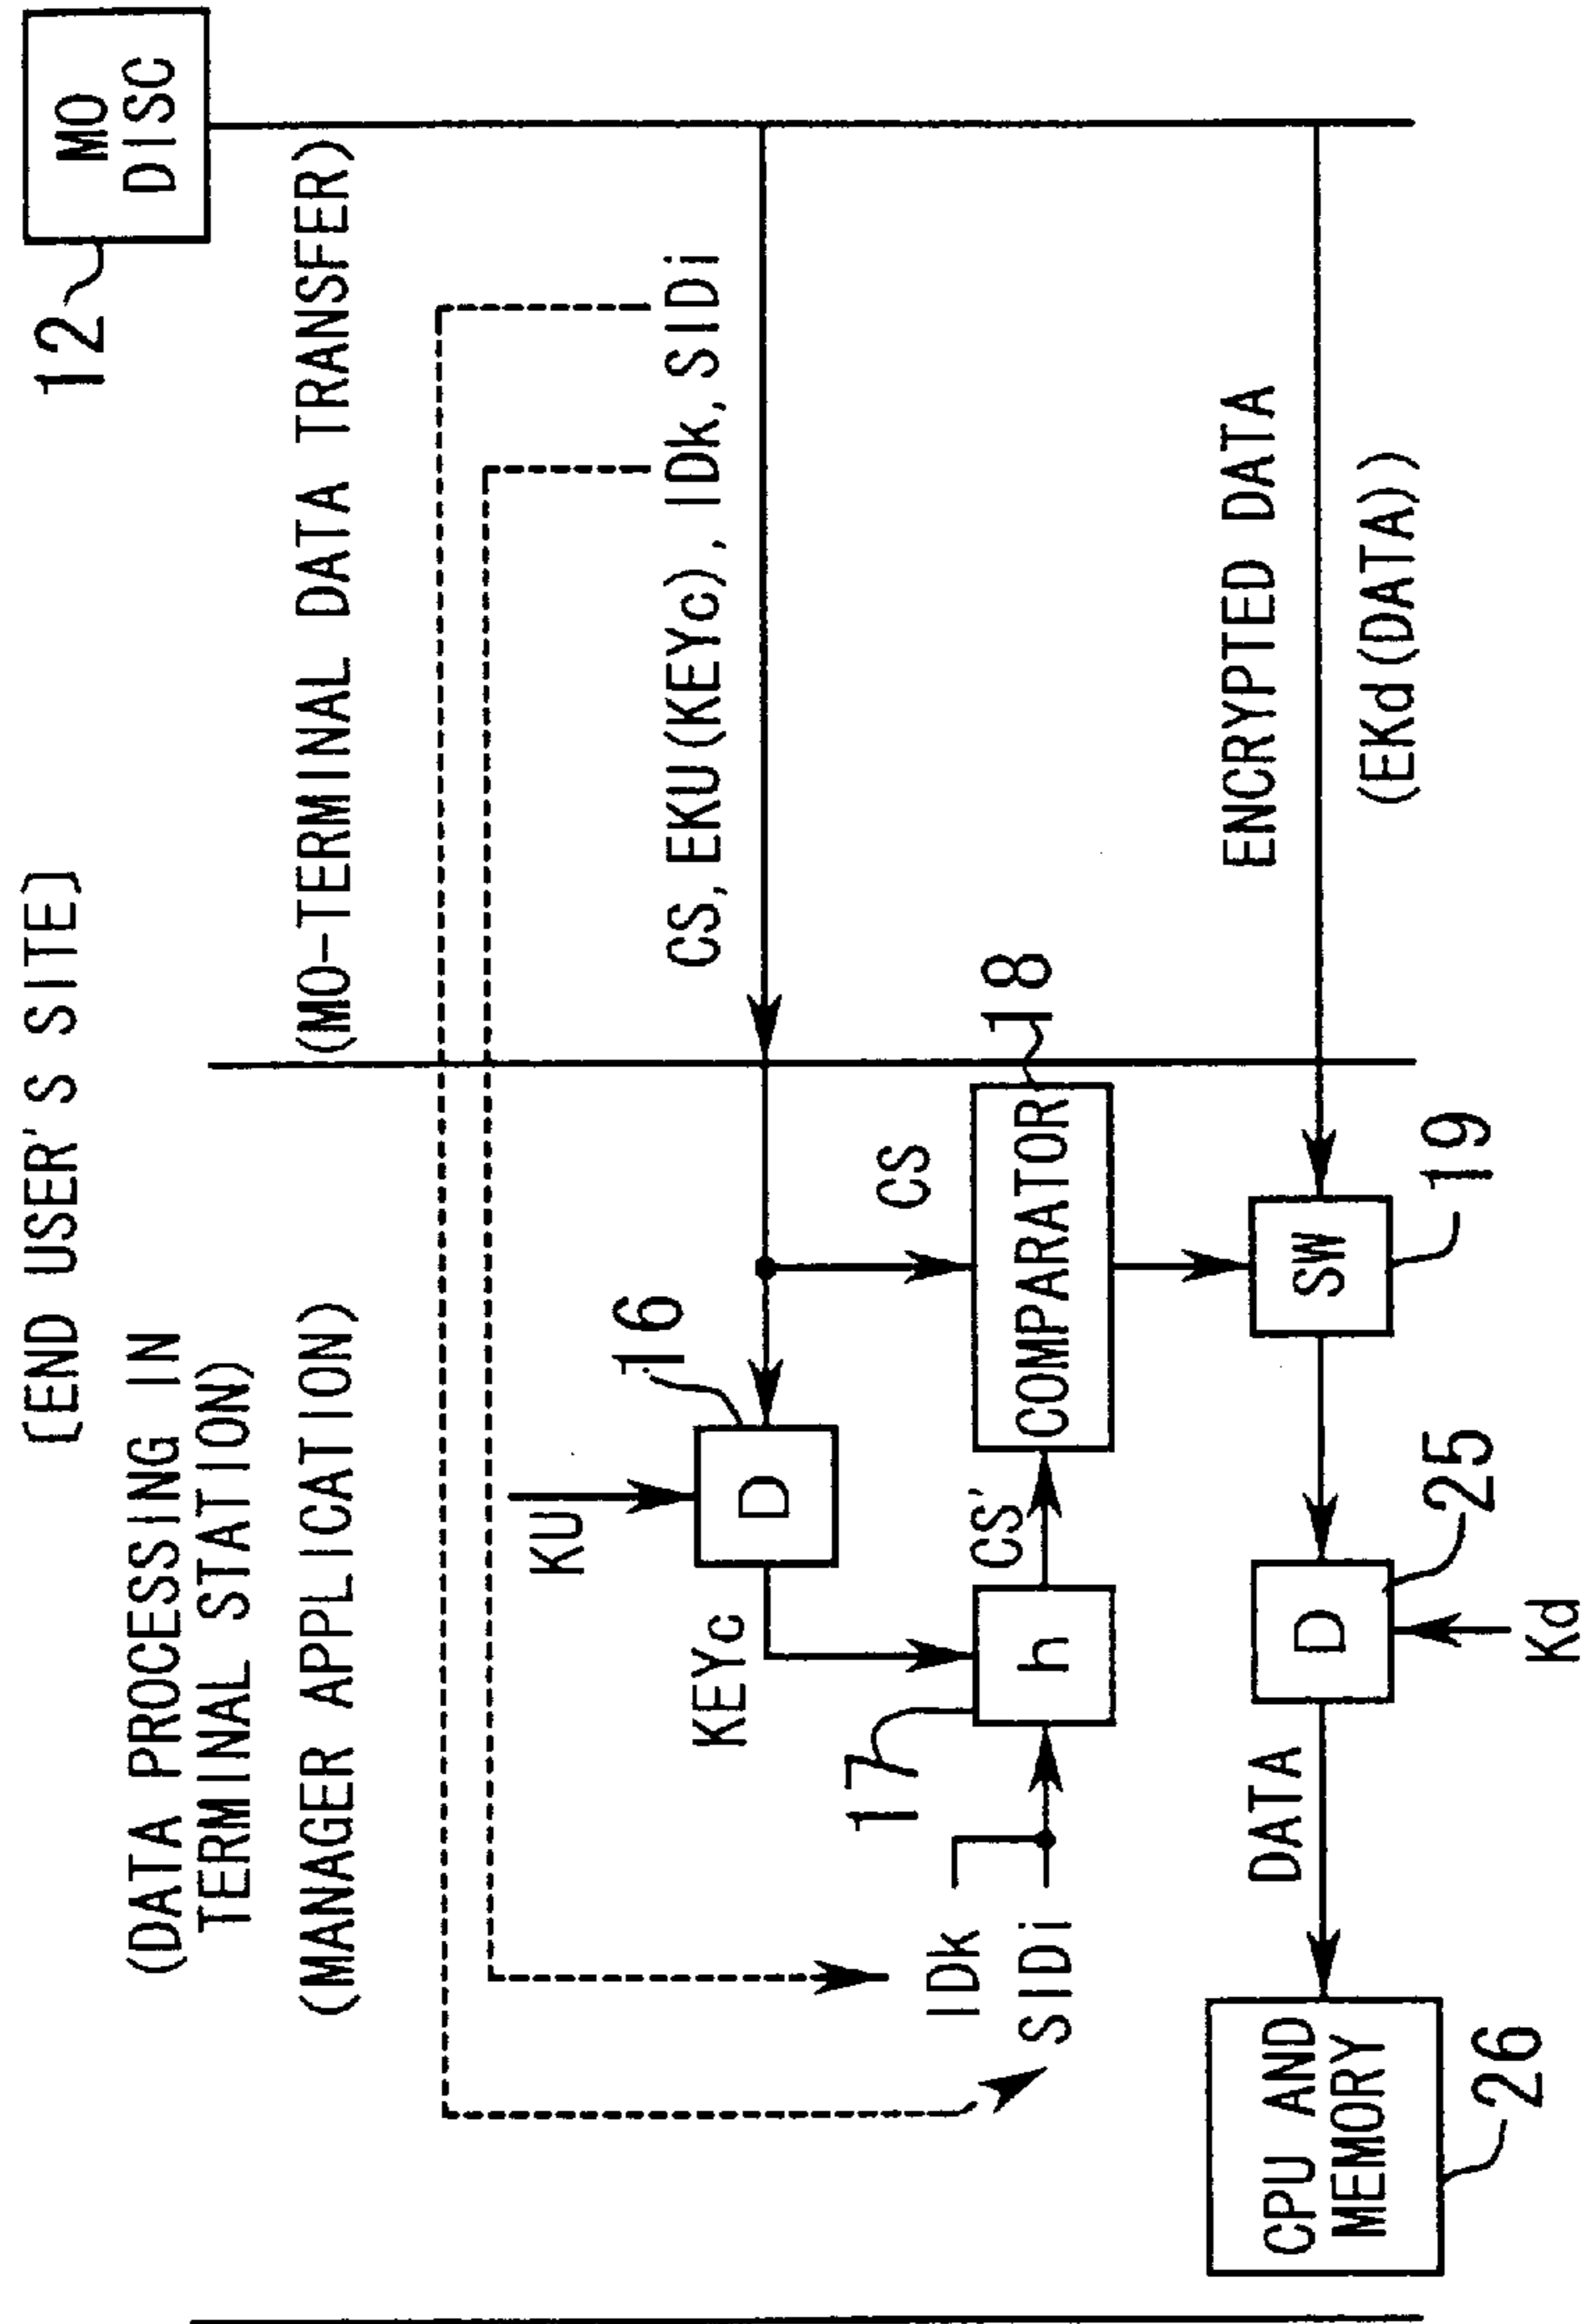 (END USER'S SITE)
(DATA PROCESSING IN
TERMINAL STATION)
(MANAGER APPLICATION)
(MO-TERMINAL DATA TRANSFER)
12
MO
DISC
CS, EKU(KEYc), IDk, SIDi
KU
16
D
KEYc
CS
17
h
CS'
18
COMPARATOR
IDk
SIDi
ENCRYPTED DATA
(EKd(DATA))
19
SW
25
D
Kd
DATA
CPU AND
MEMORY
26